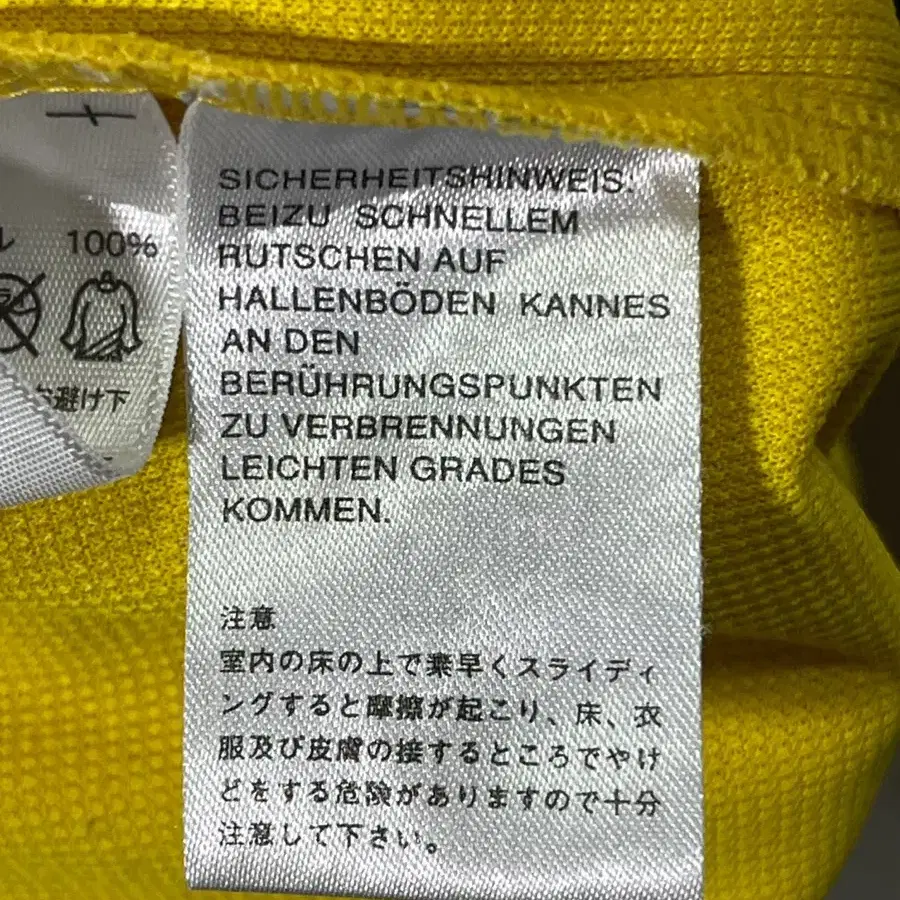 100%
お避け下
SICHERHEITSHINWEIS:
BEIZU SCHNELLEM
RUTSCHEN AUF
HALLENBÖDEN KANNES
AN DEN
BERÜHRUNGSPUNKTEN
ZU VERBRENNUNGEN
LEICHTEN GRADES
KOMMEN.
注意
室内の床の上で素早くスライディ
ングすると摩擦が起こり、床、衣
服及び皮膚の接するところでやけ
どをする危険がありますので十分
注意して下さい。